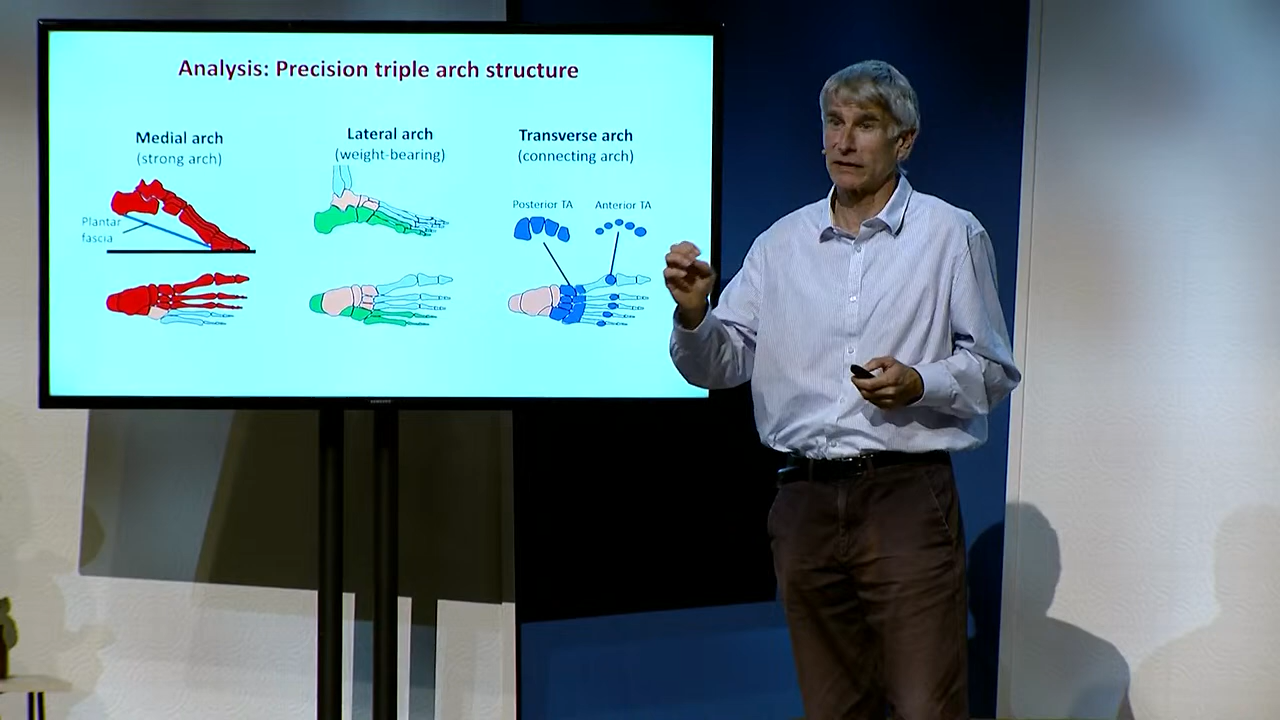 Analysis: Precision triple arch structure
Medial arch
(strong arch)
Plantar
fascia
Lateral arch
(weight-bearing)
Transverse arch
(connecting arch)
Posterior TA
Anterior TA
SAMSUNG